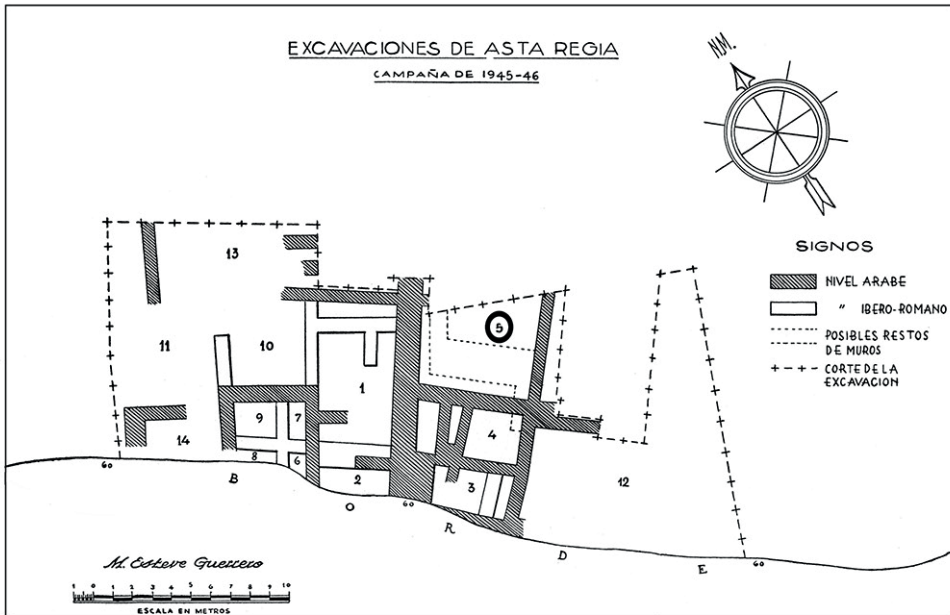 EXCAVACIONES DE ASTA REGIA
CAMPAÑA DE 1945-46
N.M.
SIGNOS
NIVEL ARABE
" IBERO-ROMANO
POSIBLES RESTOS
DE MUROS
CORTE DE LA
EXCAVACION
13
5
11
10
1
9
7
4
14
8
6
2
3
12
60
60
60
B O R D E
M. Esteve Guerrero
1 0 1 2 3 4 5 6 7 8 9 10
ESCALA EN METROS